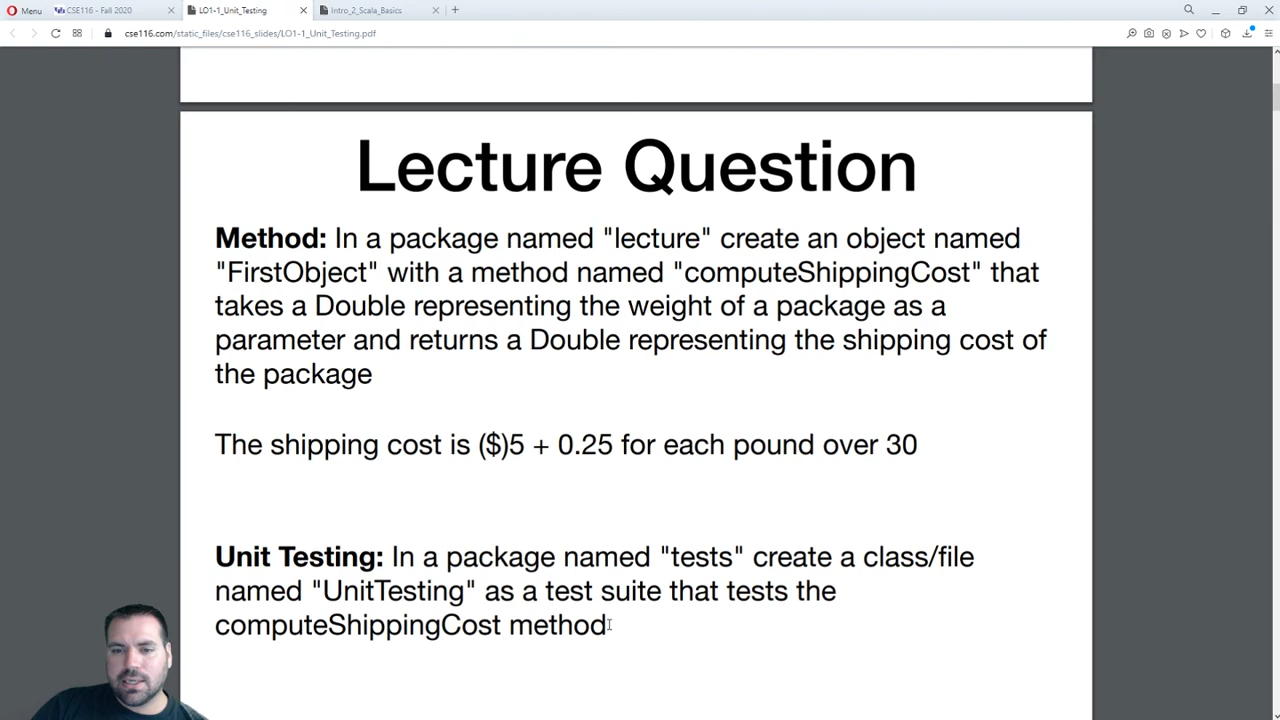 Menu
CSE116 - Fall 2020
LO1-1_Unit_Testing
Intro_2_Scala_Basics
cse116.com/static_files/cse116_slides/LO1-1_Unit_Testing.pdf
Lecture Question
Method: In a package named "lecture" create an object named
"FirstObject" with a method named "computeShippingCost" that
takes a Double representing the weight of a package as a
parameter and returns a Double representing the shipping cost of
the package
The shipping cost is ($)5 + 0.25 for each pound over 30
Unit Testing: In a package named "tests" create a class/file
named "UnitTesting" as a test suite that tests the
computeShippingCost method